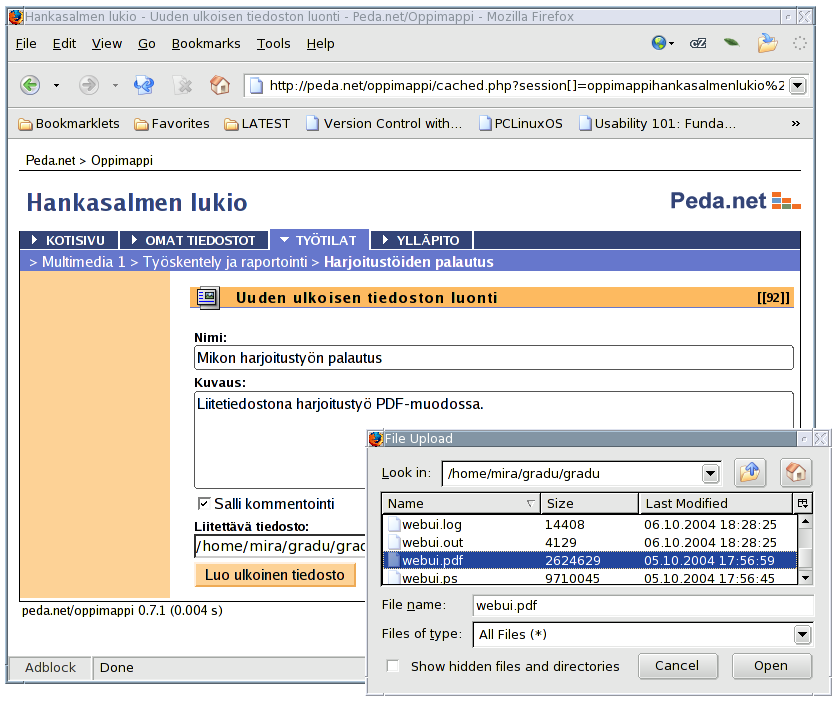 Hankasalmen lukio - Uuden ulkoisen tiedoston luonti - Peda.net/Oppimappi - Mozilla Firefox
File Edit View Go Bookmarks Tools Help
http://peda.net/oppimappi/cached.php?session[]=oppimappihankasalmenlukio%2
Bookmarklets Favorites LATEST Version Control with... PCLinuxOS Usability 101: Funda... »
Peda.net > Oppimappi
Hankasalmen lukio
Peda.net
KOTISIVU OMAT TIEDOSTOT TYÖTILAT YLLÄPITO
> Multimedia 1 > Työskentely ja raportointi > Harjoitustöiden palautus
Uuden ulkoisen tiedoston luonti [[92]]
Nimi:
Mikon harjoitustyön palautus
Kuvaus:
Liitetiedostona harjoitustyö PDF-muodossa.
Salli kommentointi
Liitettävä tiedosto:
/home/mira/gradu/grad
Luo ulkoinen tiedosto
peda.net/oppimappi 0.7.1 (0.004 s)
Adblock Done
File Upload
Look in: /home/mira/gradu/gradu
Name Size Last Modified
webui.log 14408 06.10.2004 18:28:25
webui.out 4129 06.10.2004 18:28:25
webui.pdf 2624629 05.10.2004 17:56:59
webui.ps 9710045 05.10.2004 17:56:45
File name: webui.pdf
Files of type: All Files (*)
Show hidden files and directories Cancel Open